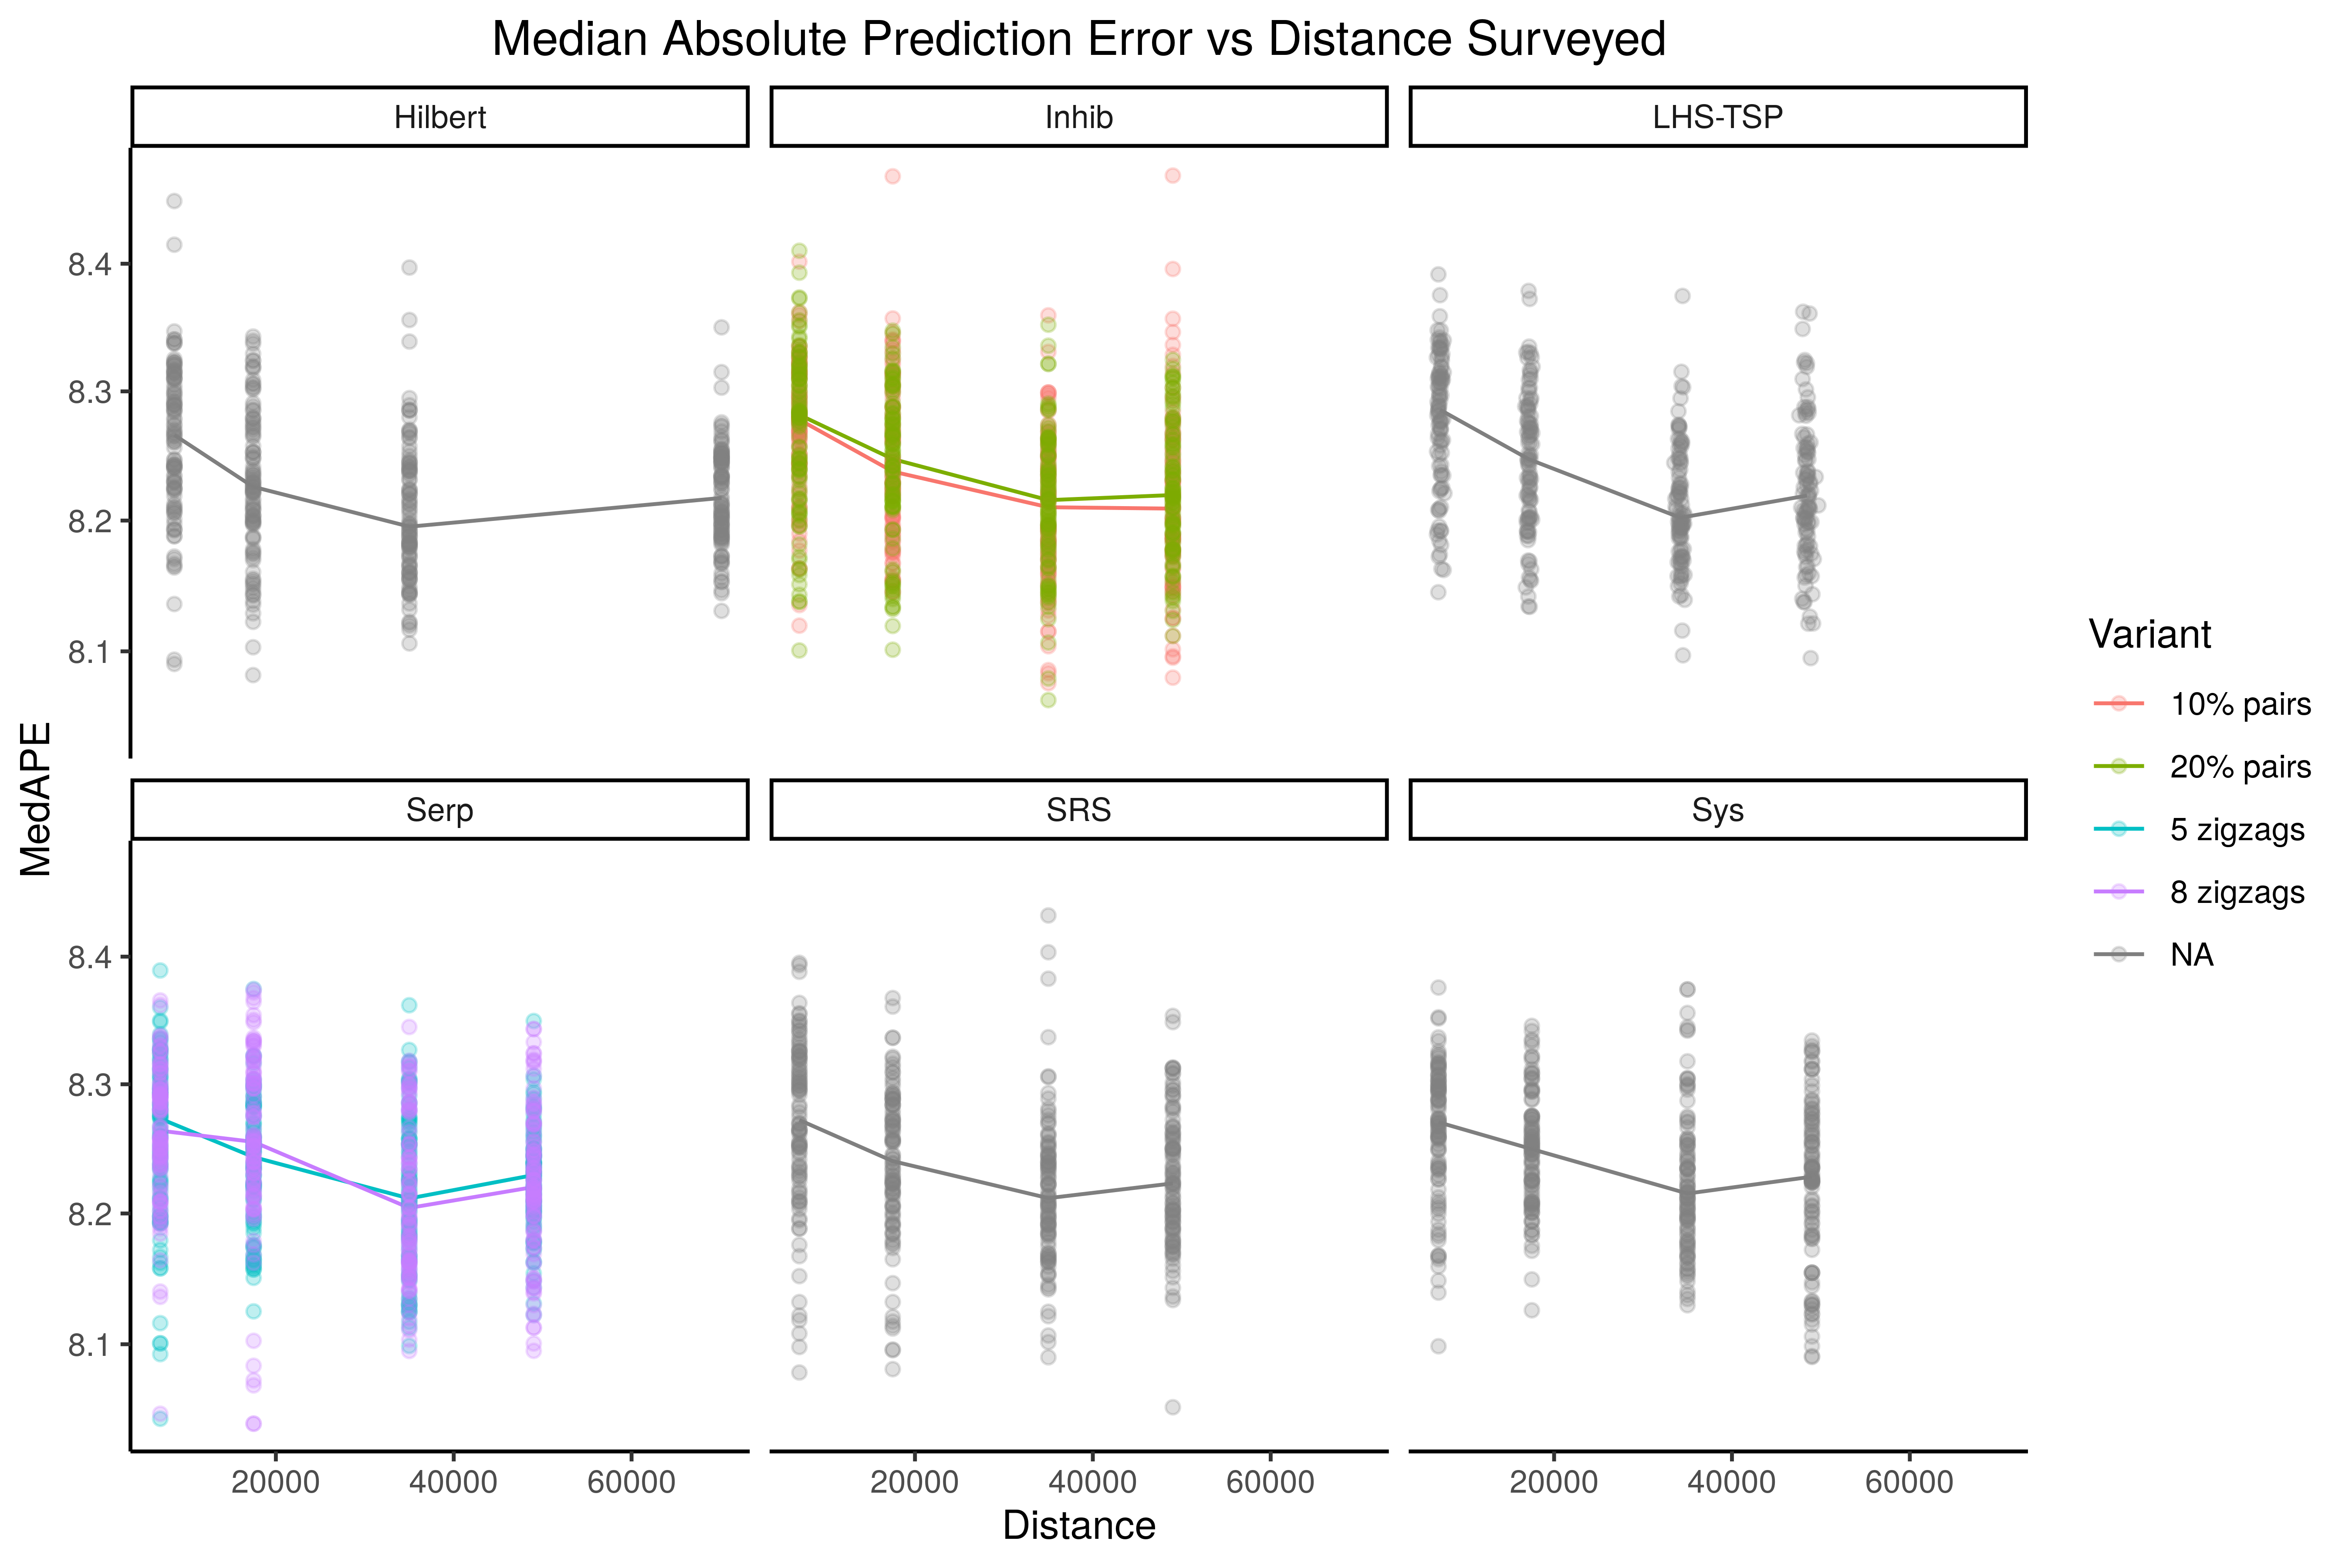 Median Absolute Prediction Error vs Distance Surveyed
Hilbert
Inhib
LHS-TSP
8.4
8.3
8.2
8.1
Serp
SRS
Sys
8.4
8.3
8.2
8.1
20000 40000 60000
20000 40000 60000
20000 40000 60000
Distance
MedAPE
Variant
10% pairs
20% pairs
5 zigzags
8 zigzags
NA